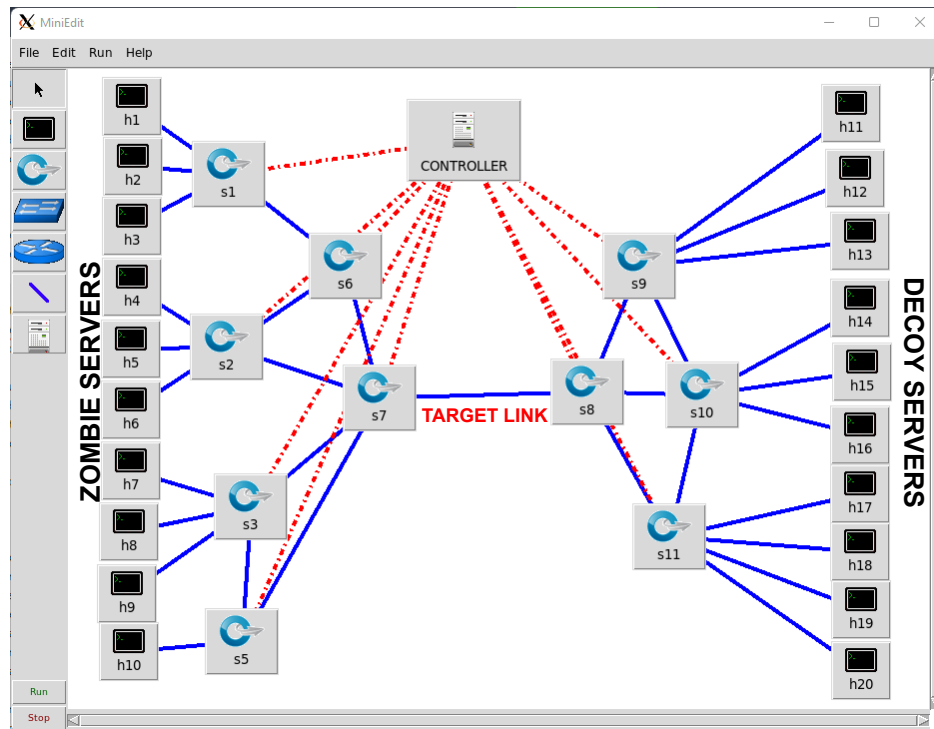 MiniEdit
File Edit Run Help
h1
h2
h3
h4
h5
h6
h7
h8
h9
h10
ZOMBIE SERVERS
s1
s2
s3
s5
s6
s7
CONTROLLER
TARGET LINK
s8
s9
s10
s11
h11
h12
h13
h14
h15
h16
h17
h18
h19
h20
DECOY SERVERS
Run
Stop